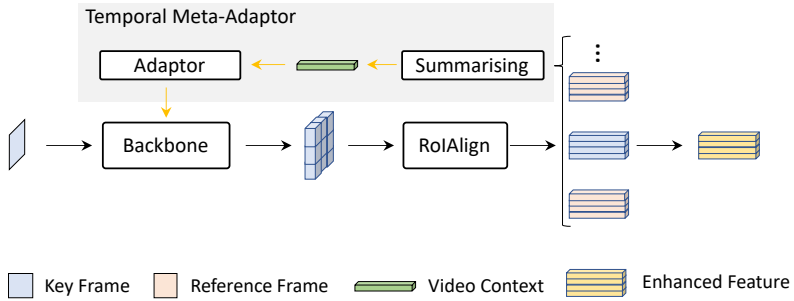 Temporal Meta-Adaptor
Adaptor
Summarising
Backbone
RoIAlign
Key Frame
Reference Frame
Video Context
Enhanced Feature